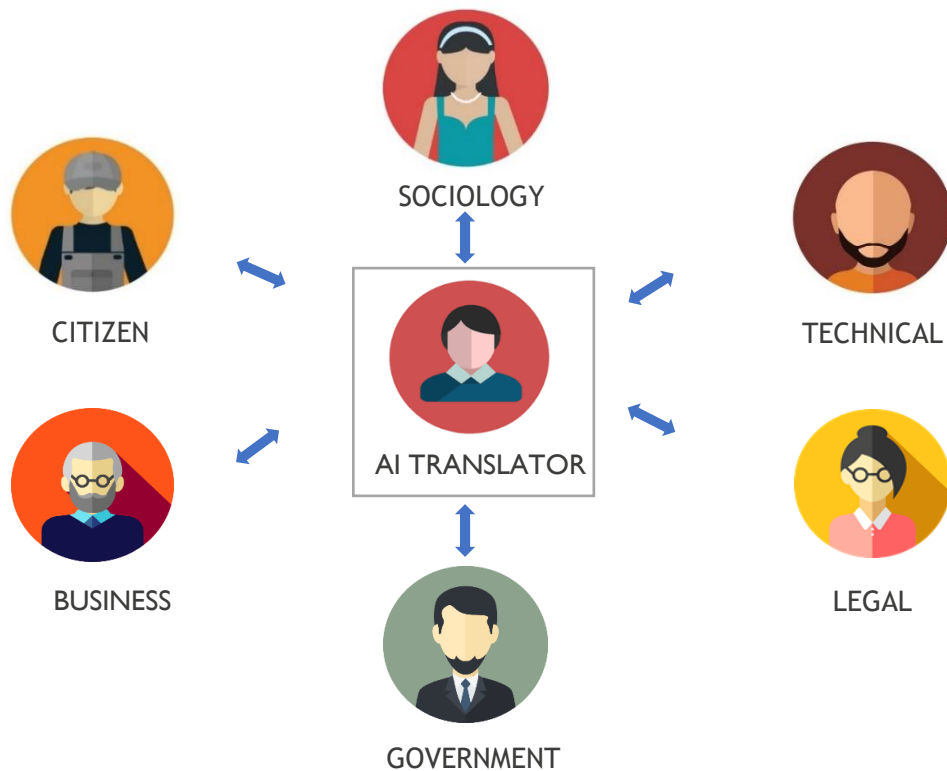 SOCIOLOGY
CITIZEN
TECHNICAL
AI TRANSLATOR
BUSINESS
LEGAL
GOVERNMENT